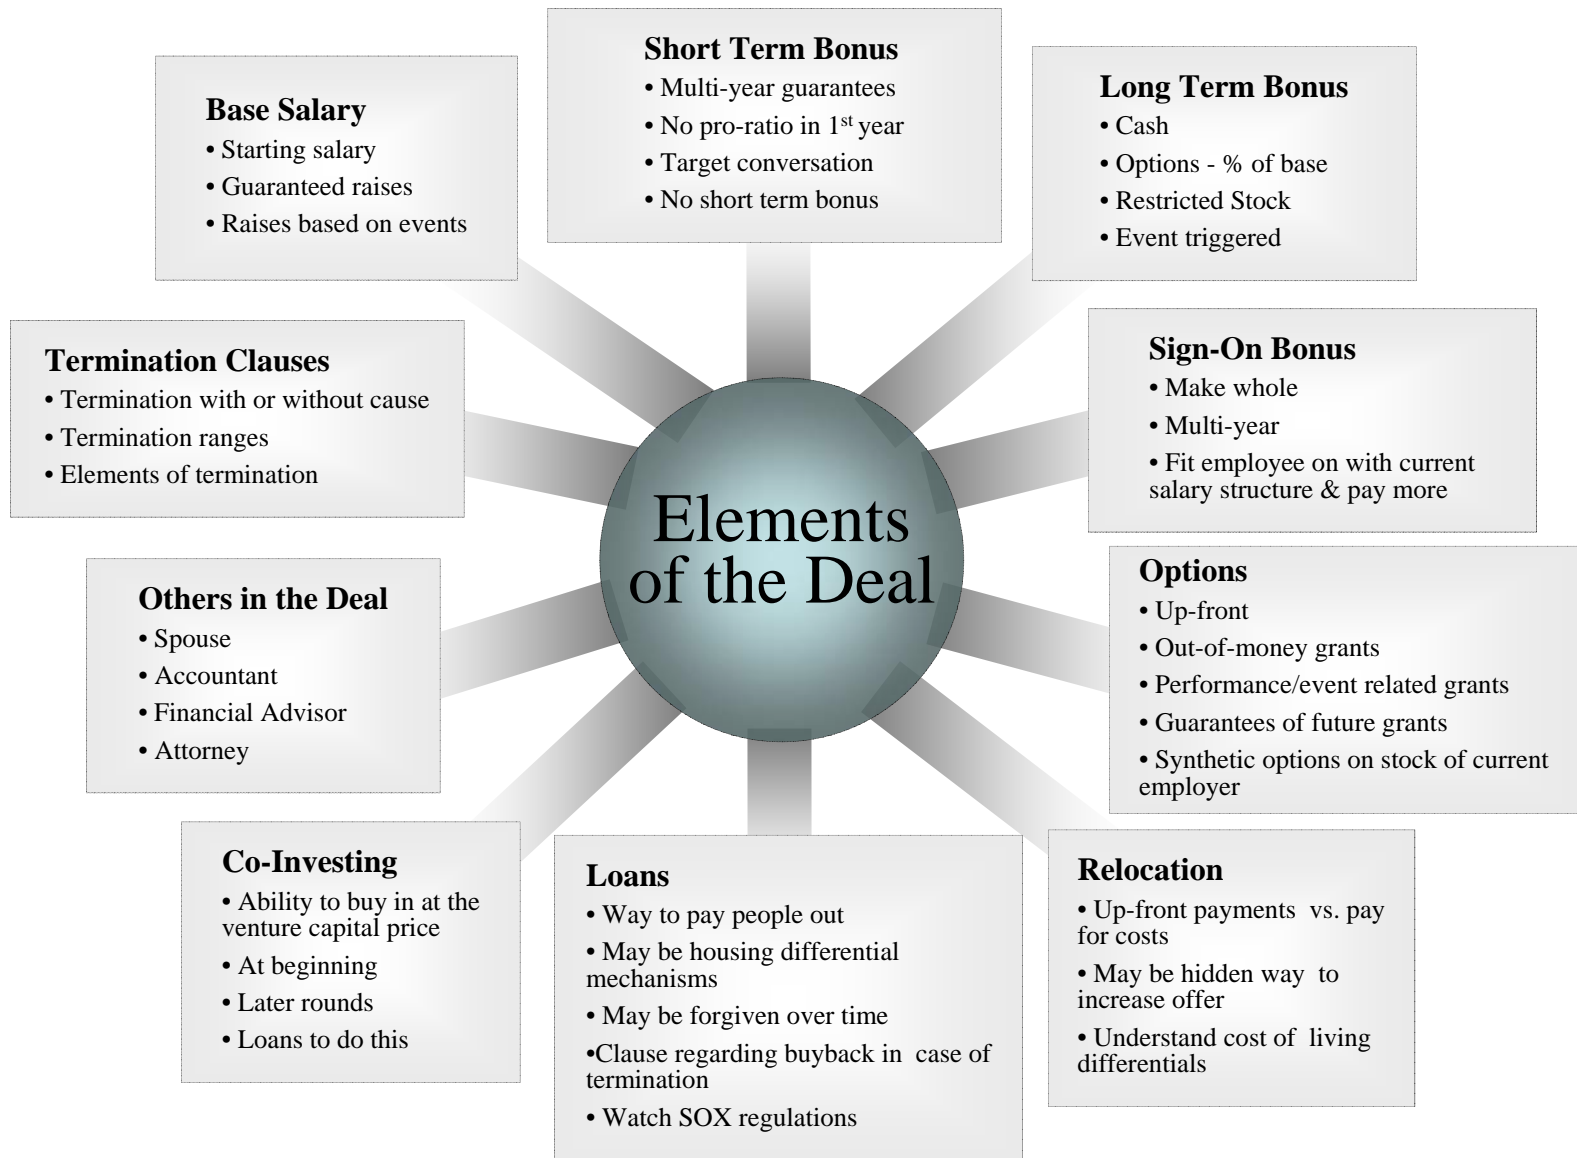 Short Term Bonus
• Multi-year guarantees
• No pro-ratio in 1st year
• Target conversation
• No short term bonus
Long Term Bonus
• Cash
• Options - % of base
• Restricted Stock
• Event triggered
Base Salary
• Starting salary
• Guaranteed raises
• Raises based on events
Sign-On Bonus
• Make whole
• Multi-year
• Fit employee on with current
salary structure & pay more
Termination Clauses
• Termination with or without cause
• Termination ranges
• Elements of termination
Elements
of the Deal
Options
• Up-front
• Out-of-money grants
• Performance/event related grants
• Guarantees of future grants
• Synthetic options on stock of current
employer
Others in the Deal
• Spouse
• Accountant
• Financial Advisor
• Attorney
Co-Investing
• Ability to buy in at the
venture capital price
• At beginning
• Later rounds
• Loans to do this
Loans
• Way to pay people out
• May be housing differential
mechanisms
• May be forgiven over time
•Clause regarding buyback in case of
termination
• Watch SOX regulations
Relocation
• Up-front payments vs. pay
for costs
• May be hidden way to
increase offer
• Understand cost of living
differentials